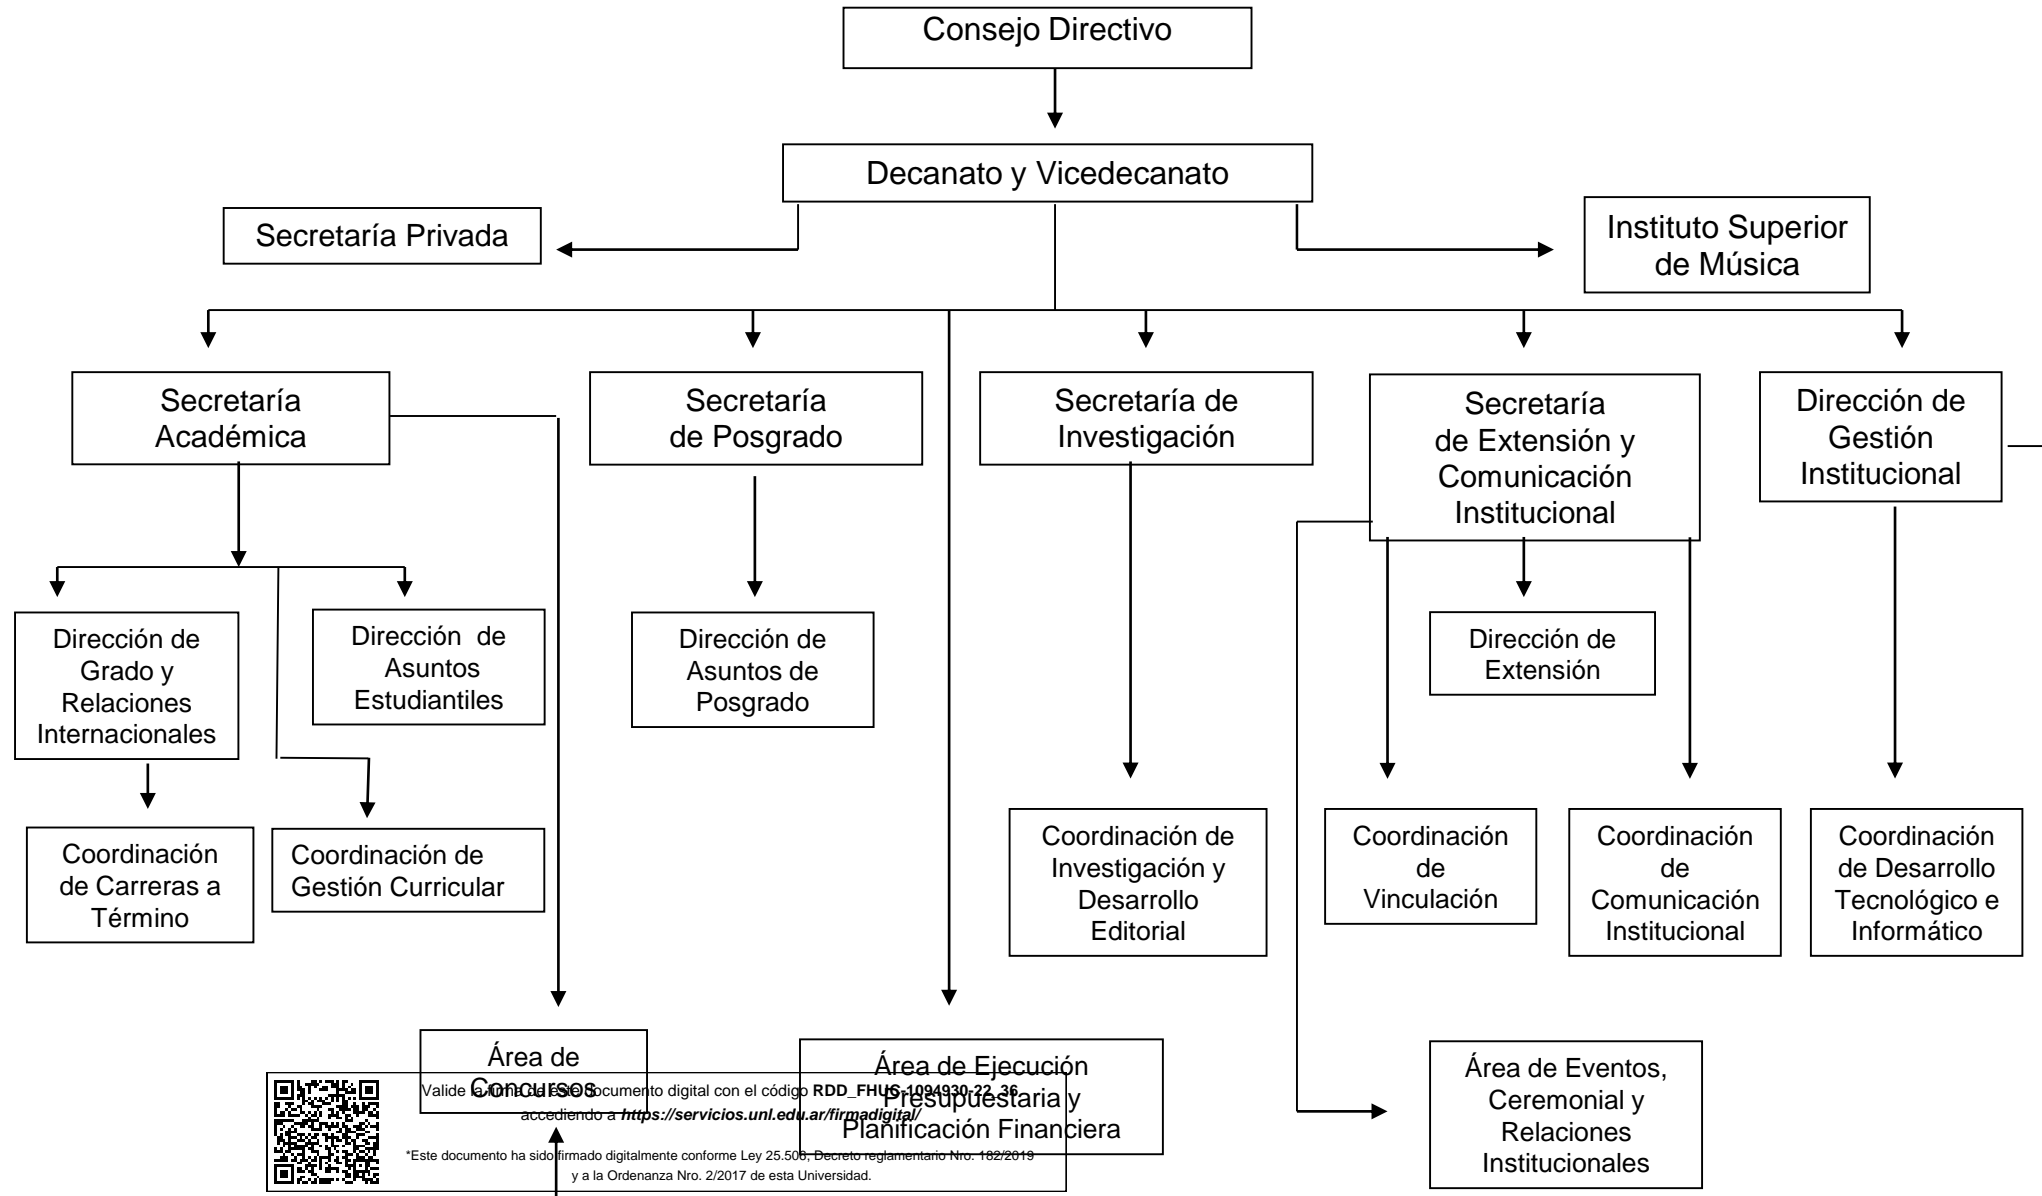 Consejo Directivo
Decanato y Vicedecanato
Secretaría Privada
Instituto Superior
de Música
Secretaría
Académica
Secretaría
de Posgrado
Secretaría de
Investigación
Secretaría
de Extensión y
Comunicación
Institucional
Dirección de
Gestión
Institucional
Dirección de
Grado y
Relaciones
Internacionales
Dirección de
Asuntos
Estudiantiles
Dirección de
Asuntos de
Posgrado
Dirección de
Extensión
Coordinación
de Carreras a
Término
Coordinación de
Gestión Curricular
Coordinación de
Investigación y
Desarrollo
Editorial
Coordinación
de
Vinculación
Coordinación
de
Comunicación
Institucional
Coordinación
de Desarrollo
Tecnológico e
Informático
Área de
Concursos
Área de Ejecución
Presupuestaria y
Planificación Financiera
Área de Eventos,
Ceremonial y
Relaciones
Institucionales
Valide la firma de este documento digital con el código RDD_FHUC-1094930-22_36
accediendo a https://servicios.unl.edu.ar/firmadigital/
*Este documento ha sido firmado digitalmente conforme Ley 25.506, Decreto reglamentario Nro. 182/2019
y a la Ordenanza Nro. 2/2017 de esta Universidad.